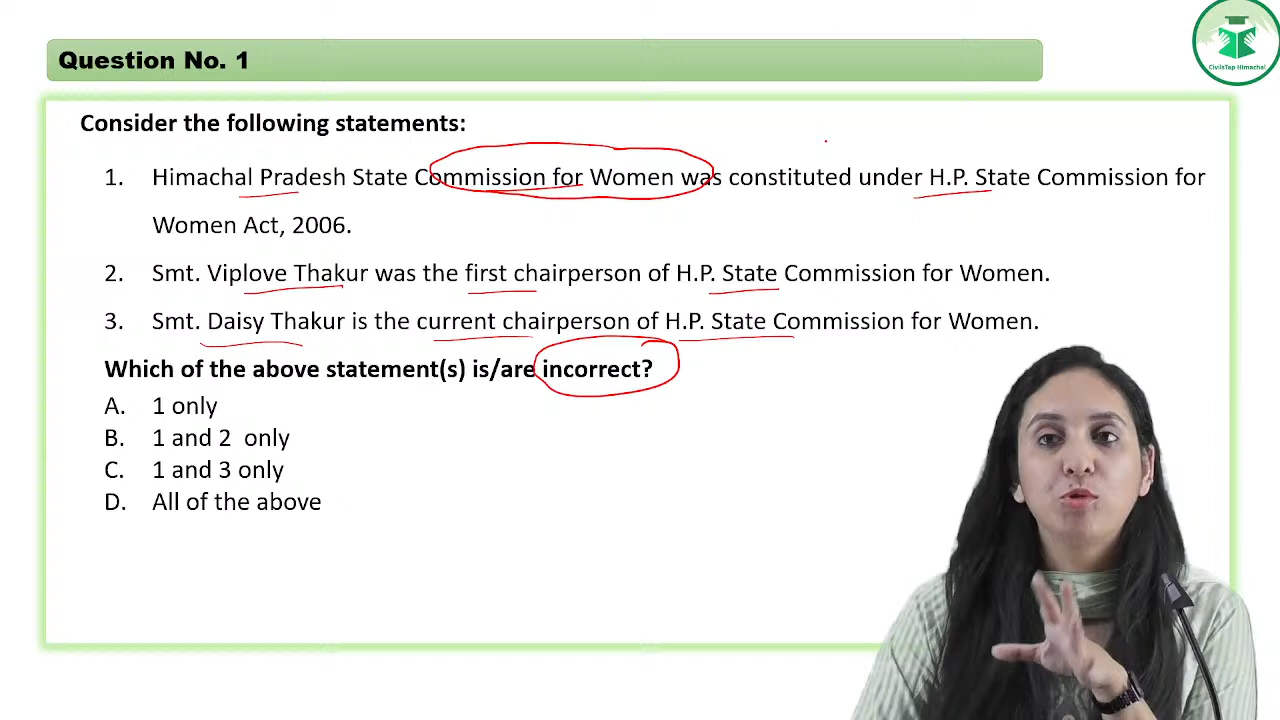 CivilsTap Himachal
Question No. 1
Consider the following statements:
1. Himachal Pradesh State Commission for Women was constituted under H.P. State Commission for
Women Act, 2006.
2. Smt. Viplove Thakur was the first chairperson of H.P. State Commission for Women.
3. Smt. Daisy Thakur is the current chairperson of H.P. State Commission for Women.
Which of the above statement(s) is/are incorrect?
A. 1 only
B. 1 and 2 only
C. 1 and 3 only
D. All of the above